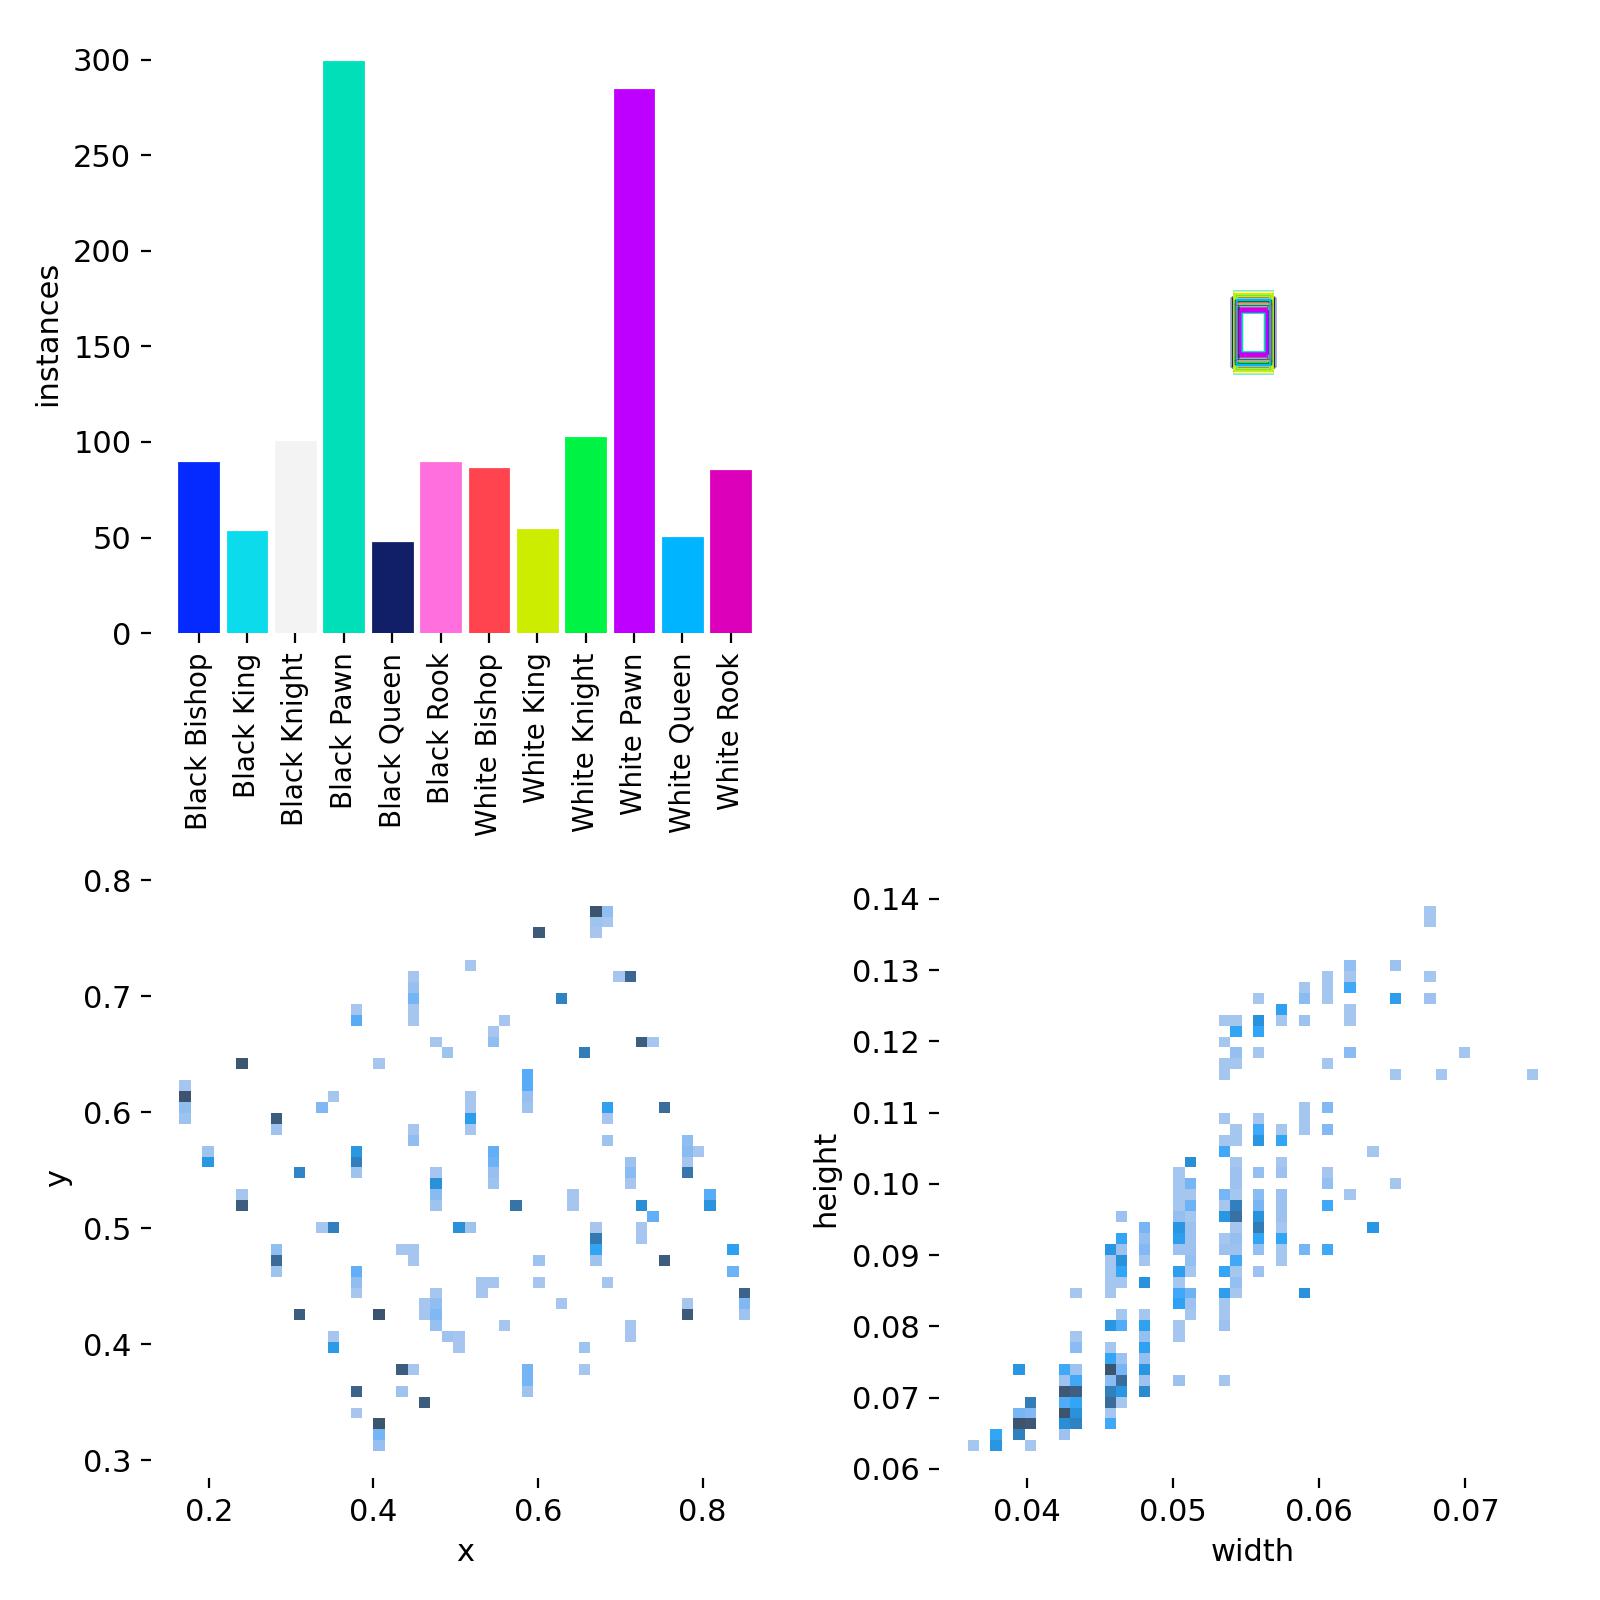 300
250
200
150
100
50
0
instances
Black Bishop
Black King
Black Knight
Black Pawn
Black Queen
Black Rook
White Bishop
White King
White Knight
White Pawn
White Queen
White Rook
0.8
0.7
0.6
0.5
0.4
0.3
y
0.2 0.4 0.6 0.8
x
0.14
0.13
0.12
0.11
0.10
0.09
0.08
0.07
0.06
height
0.04 0.05 0.06 0.07
width